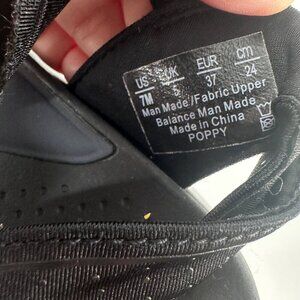 US UK EUR cm
7M 5 37 24
Man Made/Fabric Upper
Balance Man Made
Made in China
POPPY